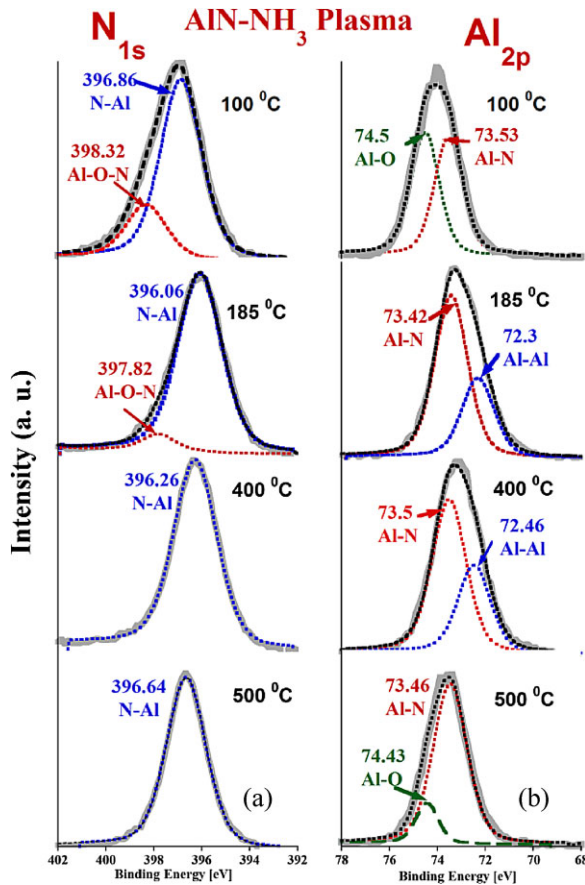 AlN-NH3 Plasma
N1s
Al2p
Intensity (a. u.)
396.86
N-Al
100 ⁰C
398.32
Al-O-N
396.06
N-Al
185 ⁰C
397.82
Al-O-N
396.26
N-Al
400 ⁰C
396.64
N-Al
500 ⁰C
(a)
402 400 398 396 394 392
Binding Energy [eV]
100 ⁰C
74.5
Al-O
73.53
Al-N
185 ⁰C
73.42
Al-N
72.3
Al-Al
400 ⁰C
73.5
Al-N
72.46
Al-Al
73.46
Al-N
500 ⁰C
74.43
Al-O
(b)
78 76 74 72 70 68
Binding Energy [eV]